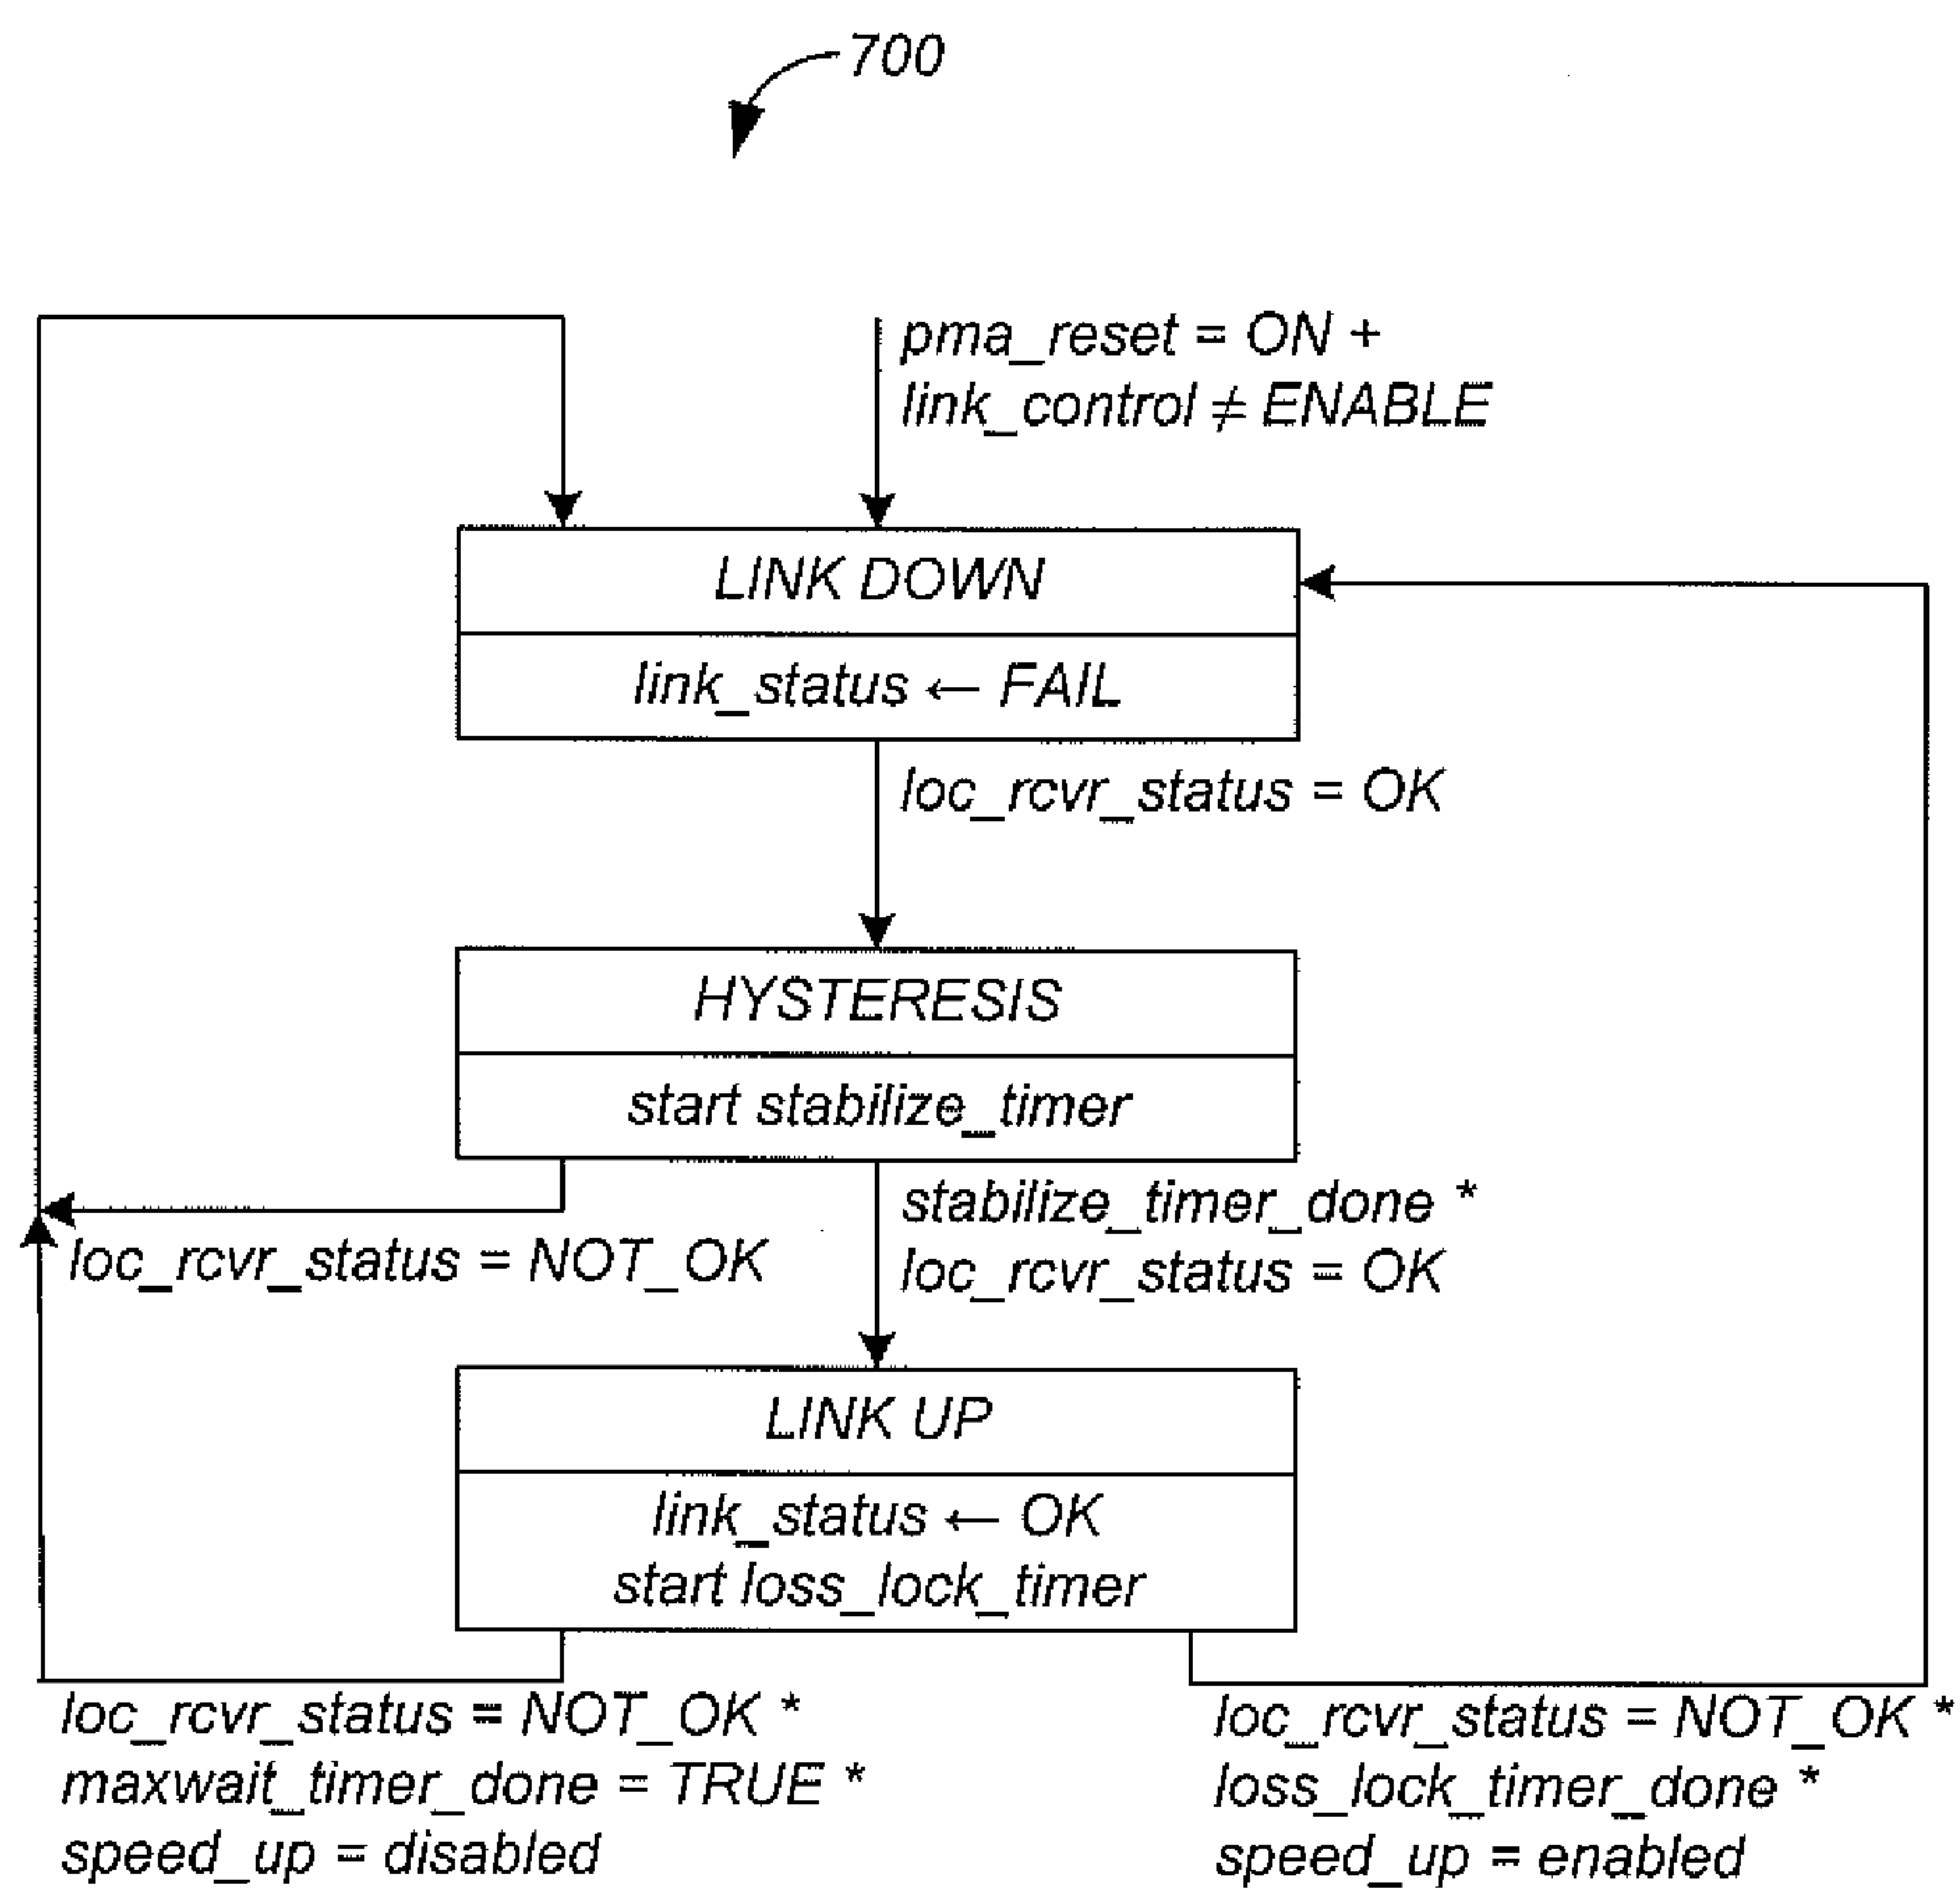 700
pma_reset = ON +
link_control ≠ ENABLE
LINK DOWN
link_status ← FAIL
loc_rcvr_status = OK
HYSTERESIS
start stabilize_timer
stabilize_timer_done *
loc_rcvr_status = OK
loc_rcvr_status = NOT_OK
LINK UP
link_status ← OK
start loss_lock_timer
loc_rcvr_status = NOT_OK *
maxwait_timer_done = TRUE *
speed_up = disabled
loc_rcvr_status = NOT_OK *
loss_lock_timer_done *
speed_up = enabled